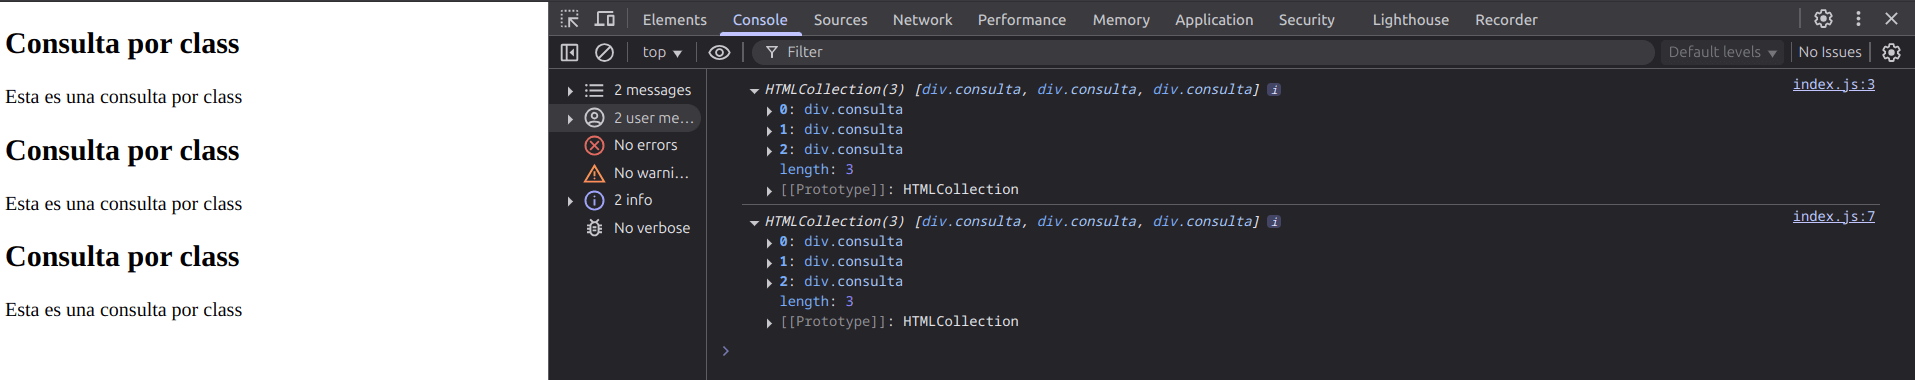 Consulta por class
Esta es una consulta por class
Consulta por class
Esta es una consulta por class
Consulta por class
Esta es una consulta por class
Elements Console Sources Network Performance Memory Application Security Lighthouse Recorder
top Filter Default levels No Issues
2 messages
2 user me…
No errors
No warni…
2 info
No verbose
HTMLCollection(3) [div.consulta, div.consulta, div.consulta] i index.js:3
0: div.consulta
1: div.consulta
2: div.consulta
length: 3
[[Prototype]]: HTMLCollection
HTMLCollection(3) [div.consulta, div.consulta, div.consulta] i index.js:7
0: div.consulta
1: div.consulta
2: div.consulta
length: 3
[[Prototype]]: HTMLCollection